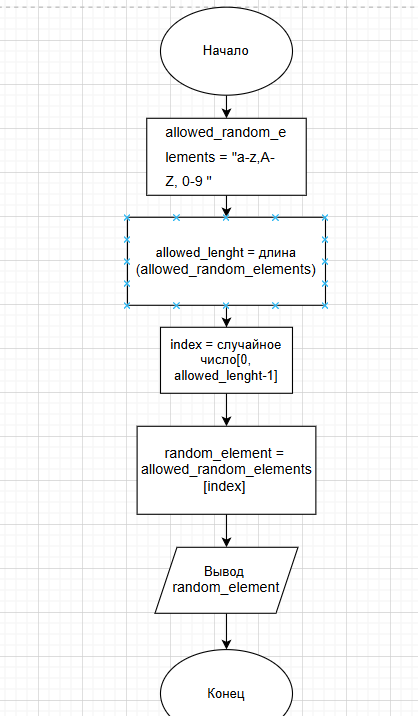 Начало
allowed_random_e
lements = "a-z,A-
Z, 0-9 "
allowed_lenght = длина
(allowed_random_elements)
index = случайное
число[0,
allowed_lenght-1]
random_element =
allowed_random_elements
[index]
Вывод
random_element
Конец